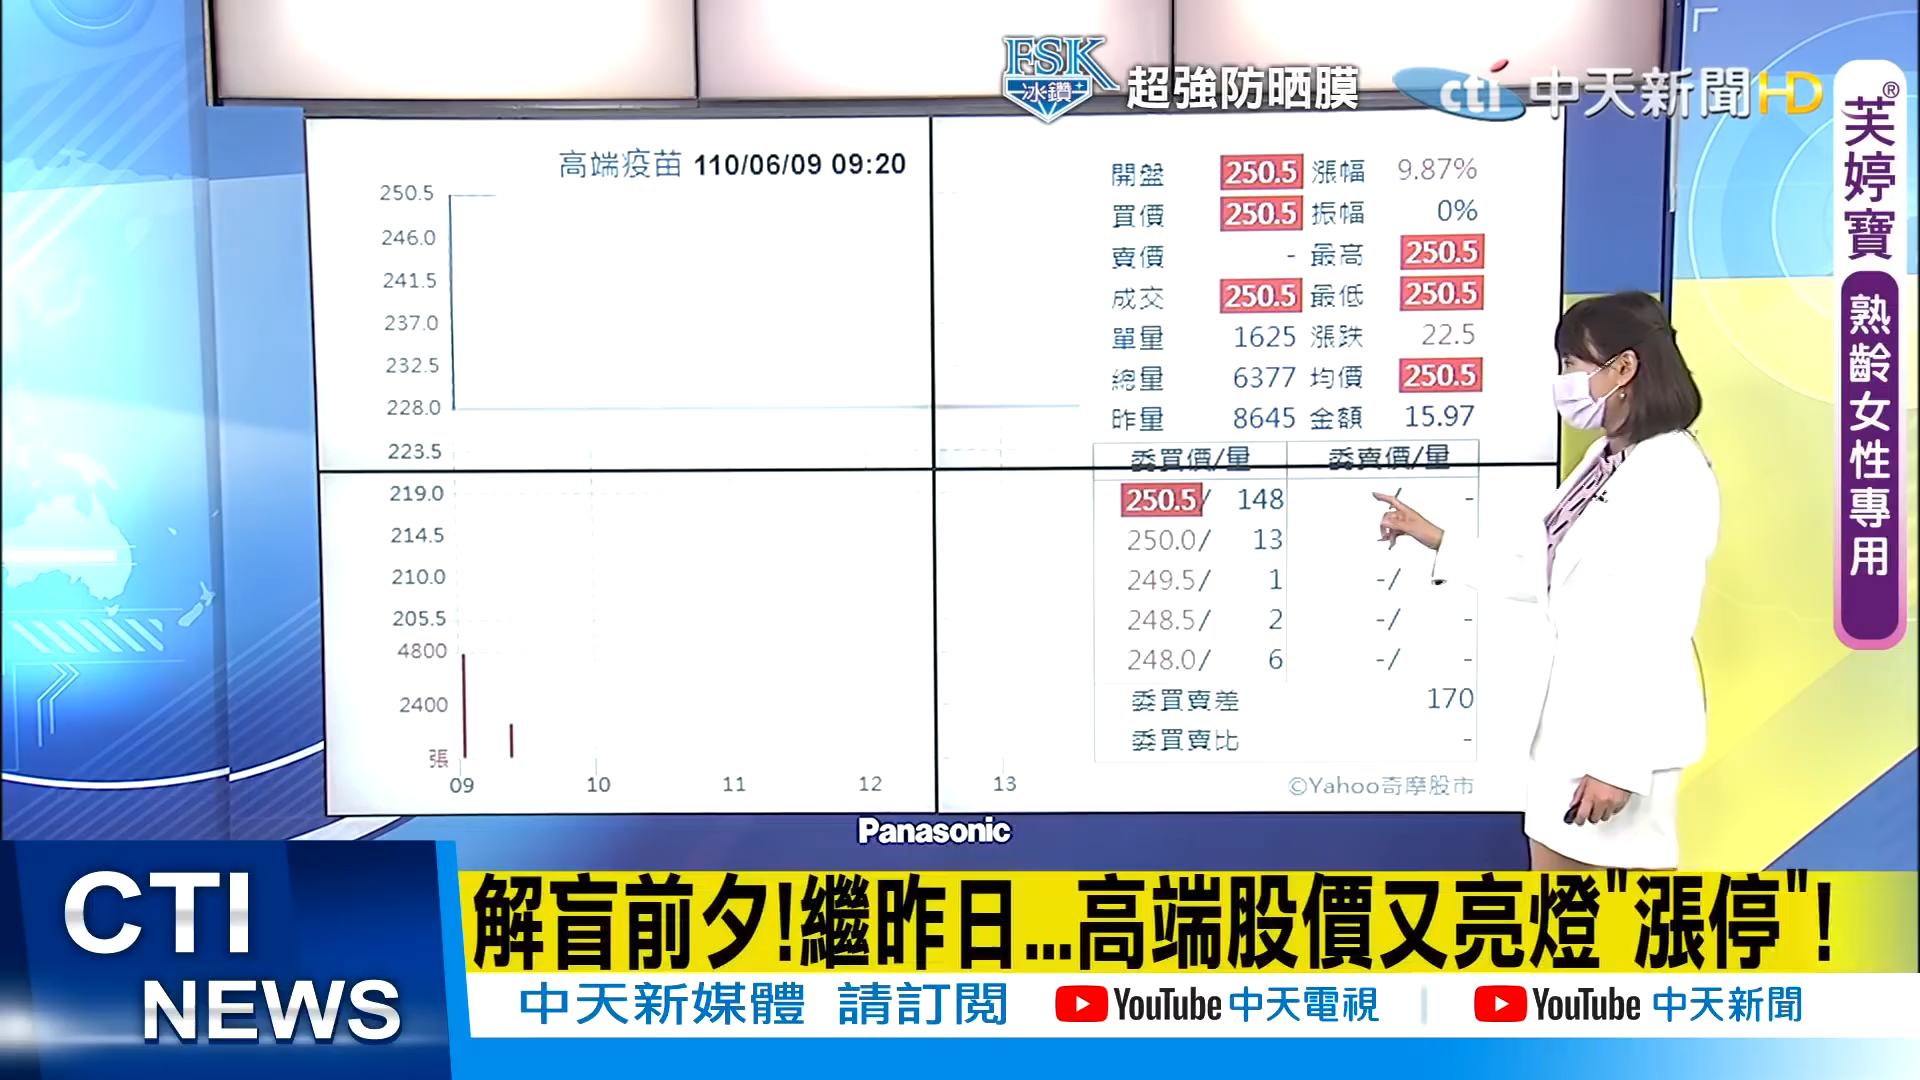 FSK
冰鑽
超強防晒膜
cti 中天新聞HD
芙婷寶®
熟齡女性專用
高端疫苗 110/06/09 09:20
250.5
246.0
241.5
237.0
232.5
228.0
223.5
219.0
214.5
210.0
205.5
4800
2400
張
09 10 11 12 13
開盤 250.5 漲幅 9.87%
買價 250.5 振幅 0%
賣價 - 最高 250.5
成交 250.5 最低 250.5
單量 1625 漲跌 22.5
總量 6377 均價 250.5
昨量 8645 金額 15.97
委買價/量 委賣價/量
250.5/ 148 -/ -
250.0/ 13 -/
249.5/ 1 -/
248.5/ 2 -/ -
248.0/ 6 -/ -
委買賣差 170
委買賣比 -
©Yahoo奇摩股市
Panasonic
CTI
NEWS
解盲前夕!繼昨日...高端股價又亮燈"漲停"!
中天新媒體 請訂閱 YouTube 中天電視 | YouTube 中天新聞